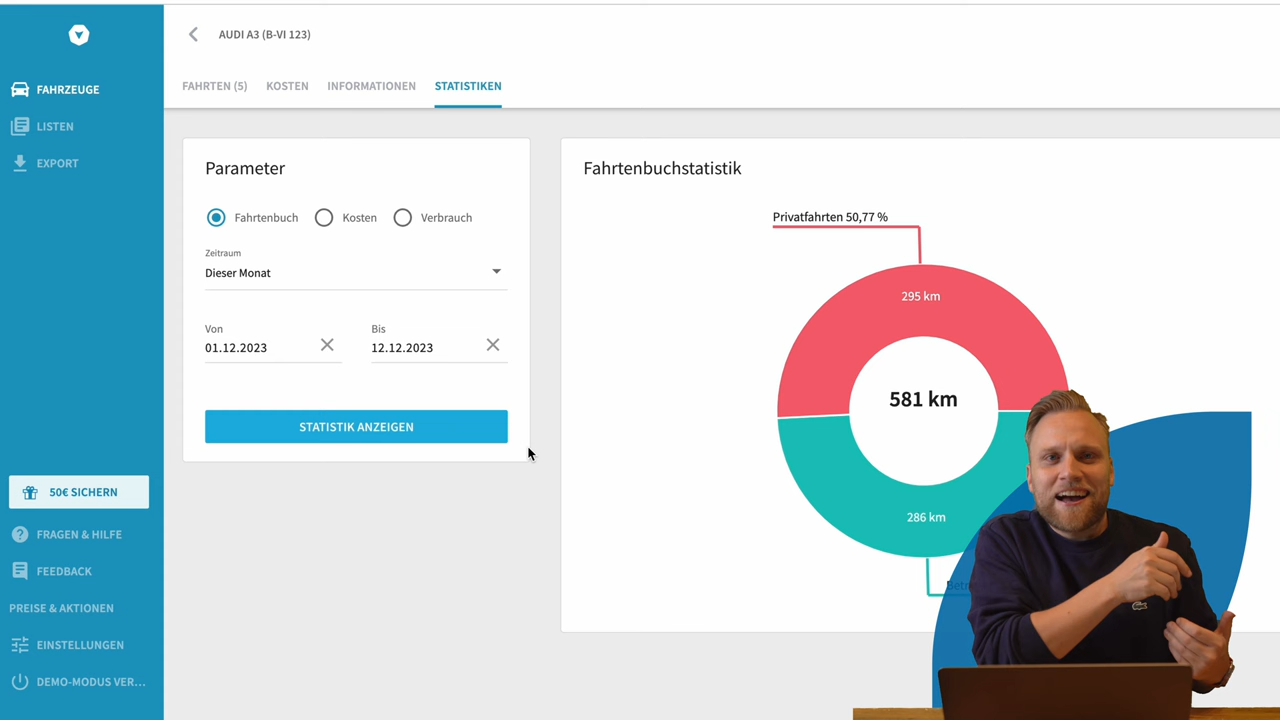 AUDI A3 (B-VI 123)
FAHRTEN (5)
KOSTEN
INFORMATIONEN
STATISTIKEN
FAHRZEUGE
LISTEN
EXPORT
50€ SICHERN
FRAGEN & HILFE
FEEDBACK
PREISE & AKTIONEN
EINSTELLUNGEN
DEMO-MODUS VER...
Parameter
Fahrtenbuch
Kosten
Verbrauch
Zeitraum
Dieser Monat
Von
01.12.2023
Bis
12.12.2023
STATISTIK ANZEIGEN
Fahrtenbuchstatistik
Privatfahrten 50,77 %
295 km
581 km
286 km